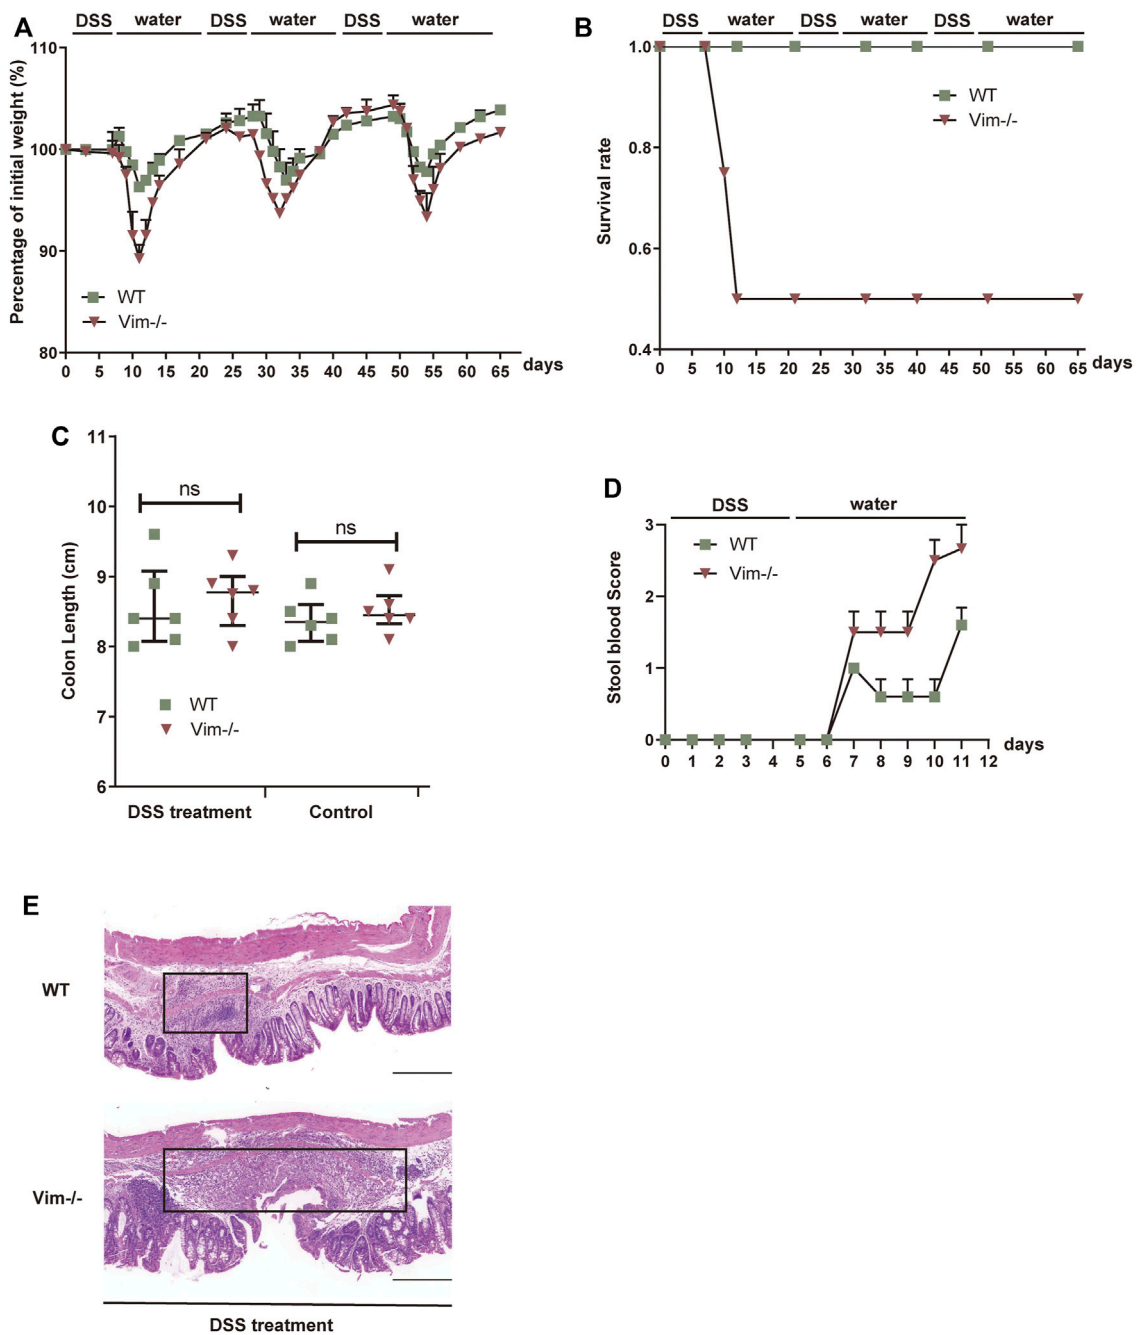 A
DSS water DSS water DSS water
Percentage of initial weight (%)
110
100
90
80
WT
Vim-/-
0 5 10 15 20 25 30 35 40 45 50 55 60 65 days
B
DSS water DSS water DSS water
Survival rate
1.0
0.8
0.6
0.4
WT
Vim-/-
0 5 10 15 20 25 30 35 40 45 50 55 60 65 days
C
Colon Length (cm)
11
10
9
8
7
6
ns
ns
WT
Vim-/-
DSS treatment Control
D
DSS water
Stool blood Score
3
2
1
0
WT
Vim-/-
0 1 2 3 4 5 6 7 8 9 10 11 12 days
E
WT
Vim-/-
DSS treatment